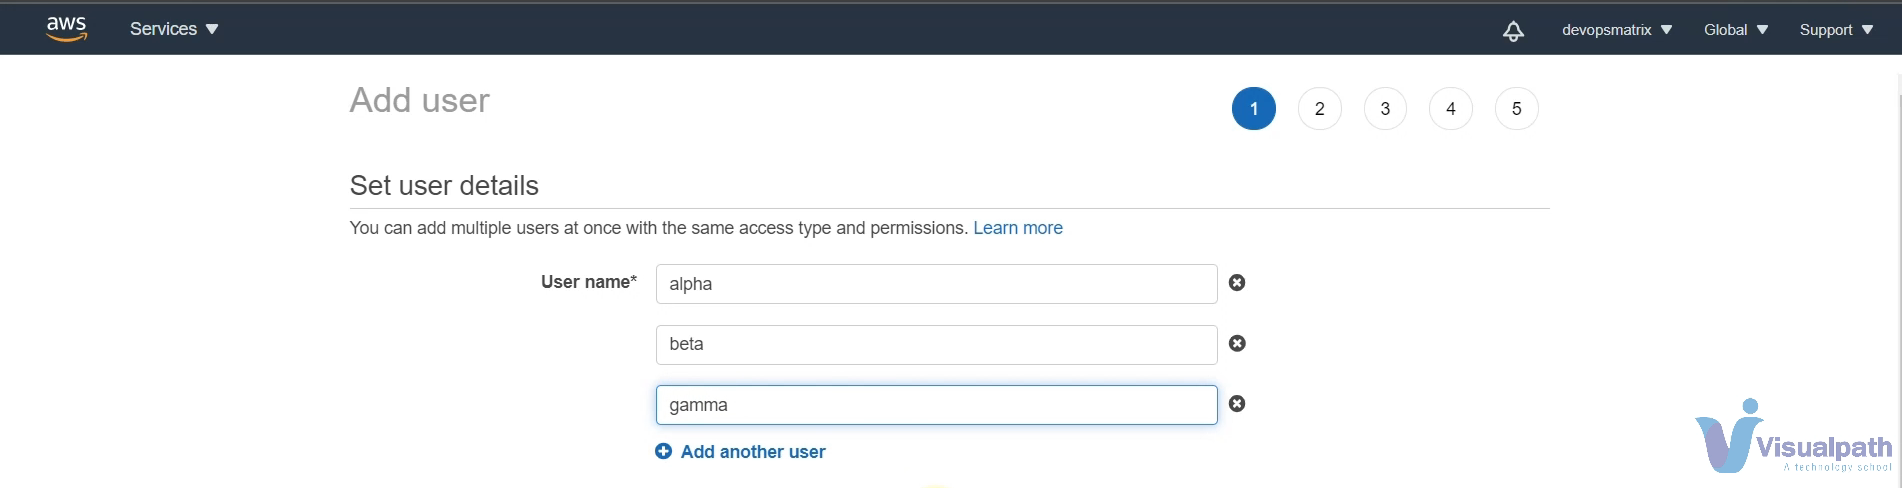 aws Services devopsmatrix Global Support
Add user 1 2 3 4 5
Set user details
You can add multiple users at once with the same access type and permissions. Learn more
User name* alpha
beta
gamma
Add another user
Visualpath
A technology school